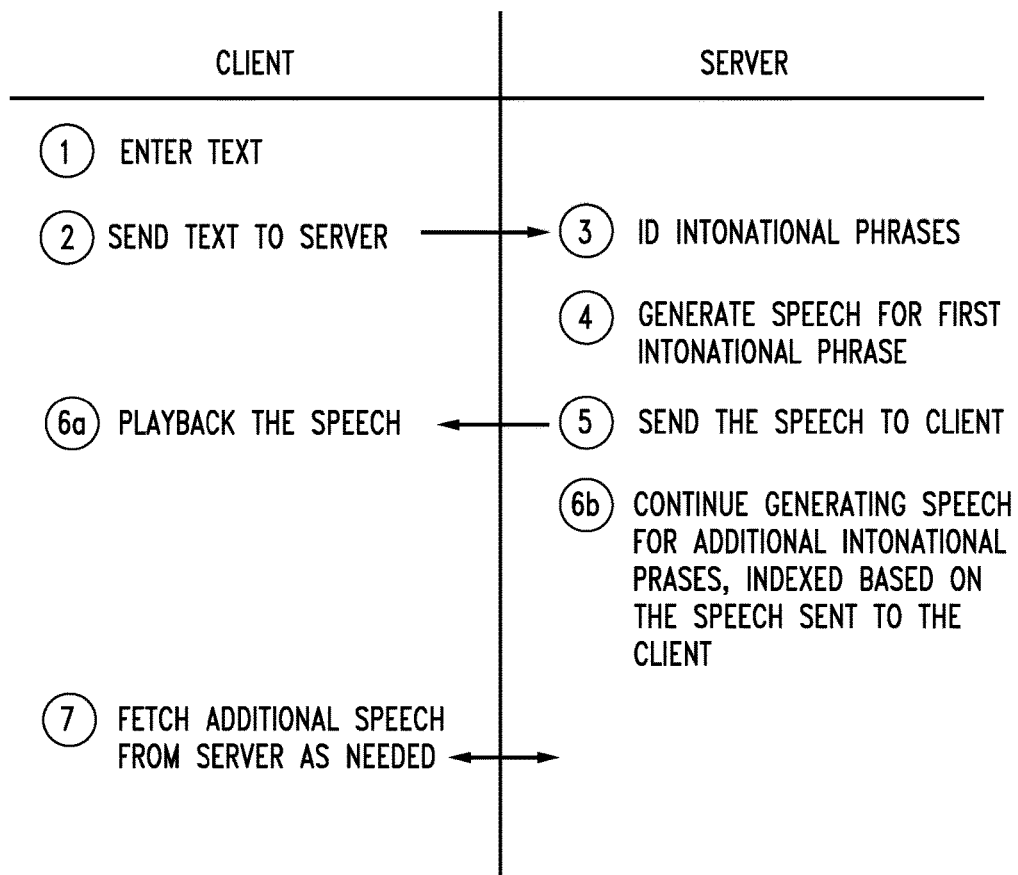 CLIENT
SERVER
1 ENTER TEXT
2 SEND TEXT TO SERVER
3 ID INTONATIONAL PHRASES
4 GENERATE SPEECH FOR FIRST
INTONATIONAL PHRASE
6a PLAYBACK THE SPEECH
5 SEND THE SPEECH TO CLIENT
6b CONTINUE GENERATING SPEECH
FOR ADDITIONAL INTONATIONAL
PRASES, INDEXED BASED ON
THE SPEECH SENT TO THE
CLIENT
7 FETCH ADDITIONAL SPEECH
FROM SERVER AS NEEDED